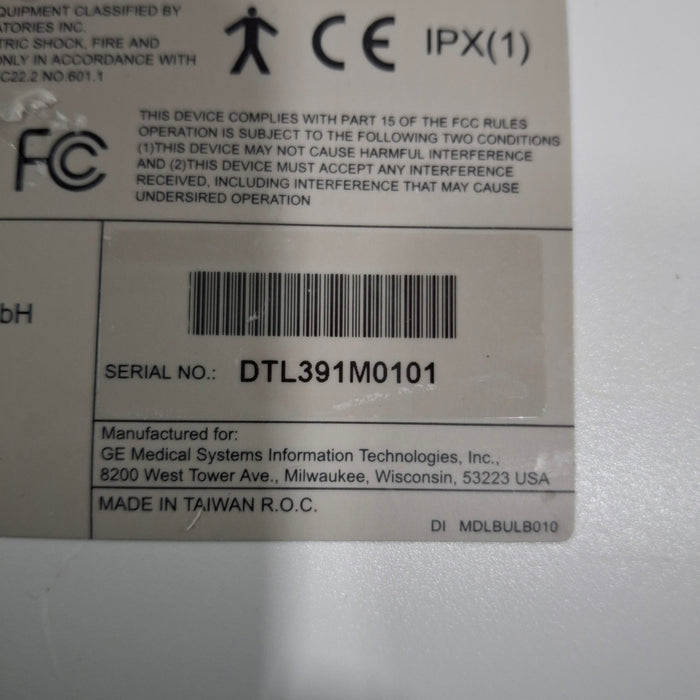 QUIPMENT CLASSIFIED BY
ATORIES INC.
TRIC SHOCK, FIRE AND
ONLY IN ACCORDANCE WITH
C22.2 NO.601.1
CE IPX(1)
FCC
THIS DEVICE COMPLIES WITH PART 15 OF THE FCC RULES
OPERATION IS SUBJECT TO THE FOLLOWING TWO CONDITIONS
(1)THIS DEVICE MAY NOT CAUSE HARMFUL INTERFERENCE
AND (2)THIS DEVICE MUST ACCEPT ANY INTERFERENCE
RECEIVED, INCLUDING INTERFERENCE THAT MAY CAUSE
UNDERSIRED OPERATION
bH
SERIAL NO.: DTL391M0101
Manufactured for:
GE Medical Systems Information Technologies, Inc.,
8200 West Tower Ave., Milwaukee, Wisconsin, 53223 USA
MADE IN TAIWAN R.O.C.
DI MDLBULB010